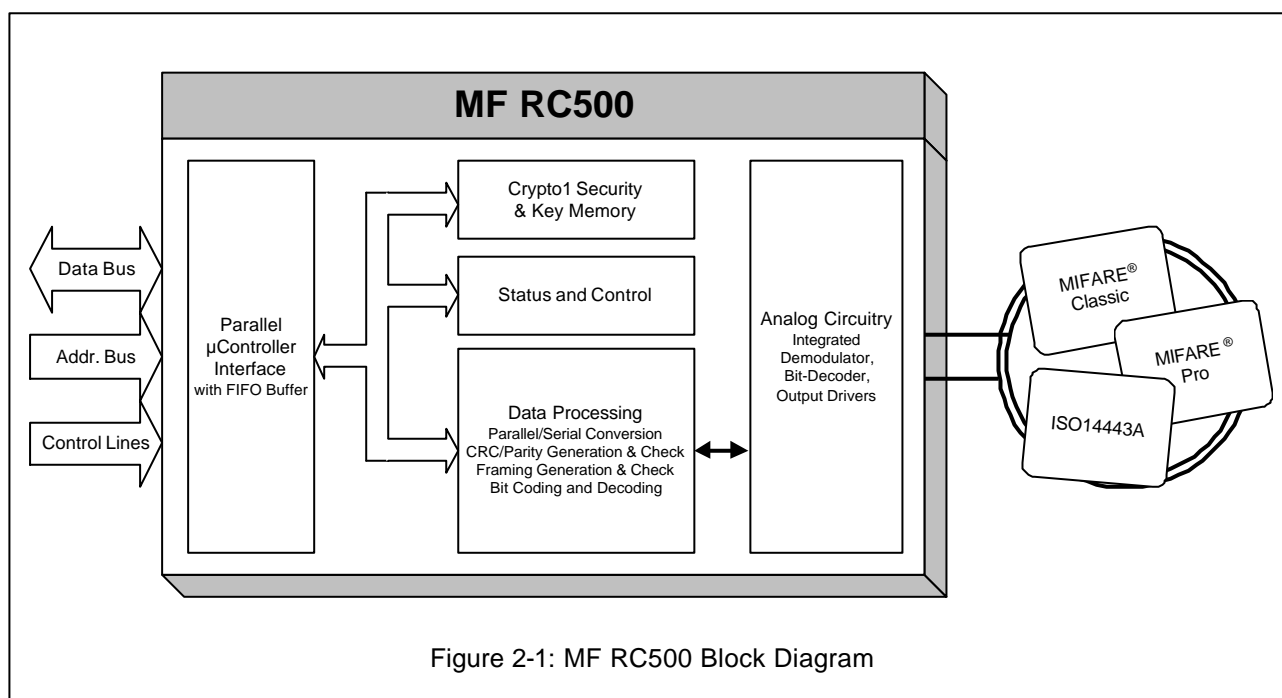 MF RC500
Data Bus
Addr. Bus
Control Lines
Parallel
µController
Interface
with FIFO Buffer
Crypto1 Security
& Key Memory
Status and Control
Data Processing
Parallel/Serial Conversion
CRC/Parity Generation & Check
Framing Generation & Check
Bit Coding and Decoding
Analog Circuitry
Integrated
Demodulator,
Bit-Decoder,
Output Drivers
MIFARE®
Classic
MIFARE®
Pro
ISO14443A
Figure 2-1: MF RC500 Block Diagram